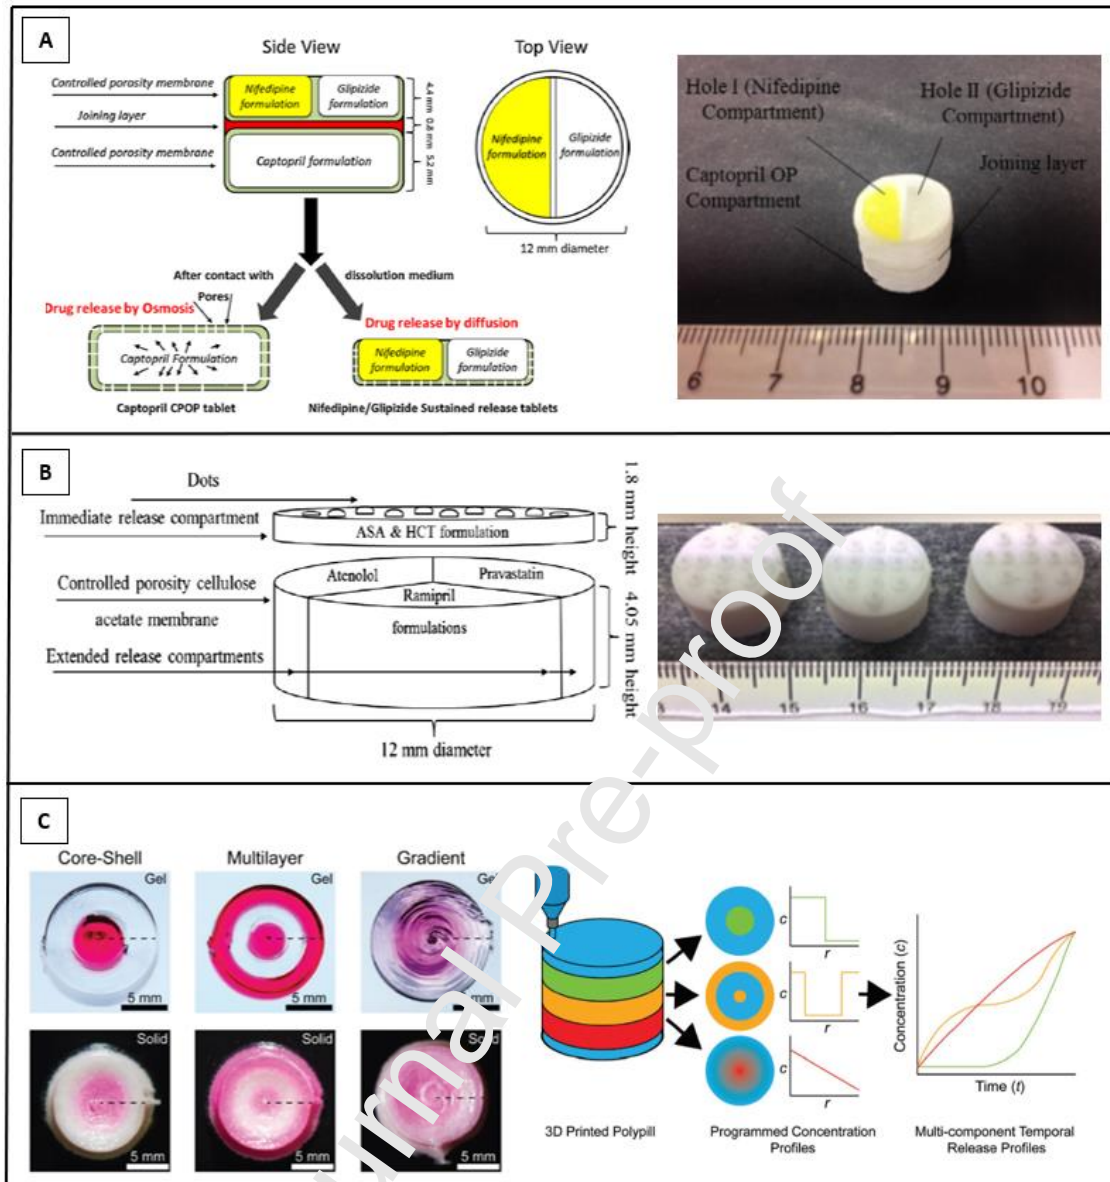 A
Side View
Top View
Controlled porosity membrane
Joining layer
Controlled porosity membrane
Nifedipine
formulation
Glipizide
formulation
Captopril formulation
4.4 mm 0.8 mm 5.2 mm
Nifedipine
formulation
Glipizide
formulation
12 mm diameter
After contact with
dissolution medium
Drug release by Osmosis
Pores
Captopril Formulation
Captopril CPOP tablet
Drug release by diffusion
Nifedipine
formulation
Glipizide
formulation
Nifedipine/Glipizide Sustained release tablets
Hole I (Nifedipine
Compartment)
Hole II (Glipizide
Compartment)
Captopril OP
Compartment
Joining layer
6 7 8 9 10
B
Dots
Immediate release compartment
ASA & HCT formulation
Controlled porosity cellulose
acetate membrane
Atenolol
Pravastatin
Ramipril
formulations
Extended release compartments
1.8 mm height 4.05 mm height
12 mm diameter
3 14 15 16 17 18 19
C
Core-Shell
Multilayer
Gradient
Gel
Gel
Gel
5 mm
5 mm
5 mm
Solid
Solid
Solid
5 mm
5 mm
5 mm
c
r
c
r
c
r
Concentration (c)
Time (t)
3D Printed Polypill
Programmed Concentration
Profiles
Multi-component Temporal
Release Profiles
urnal Pre-proof